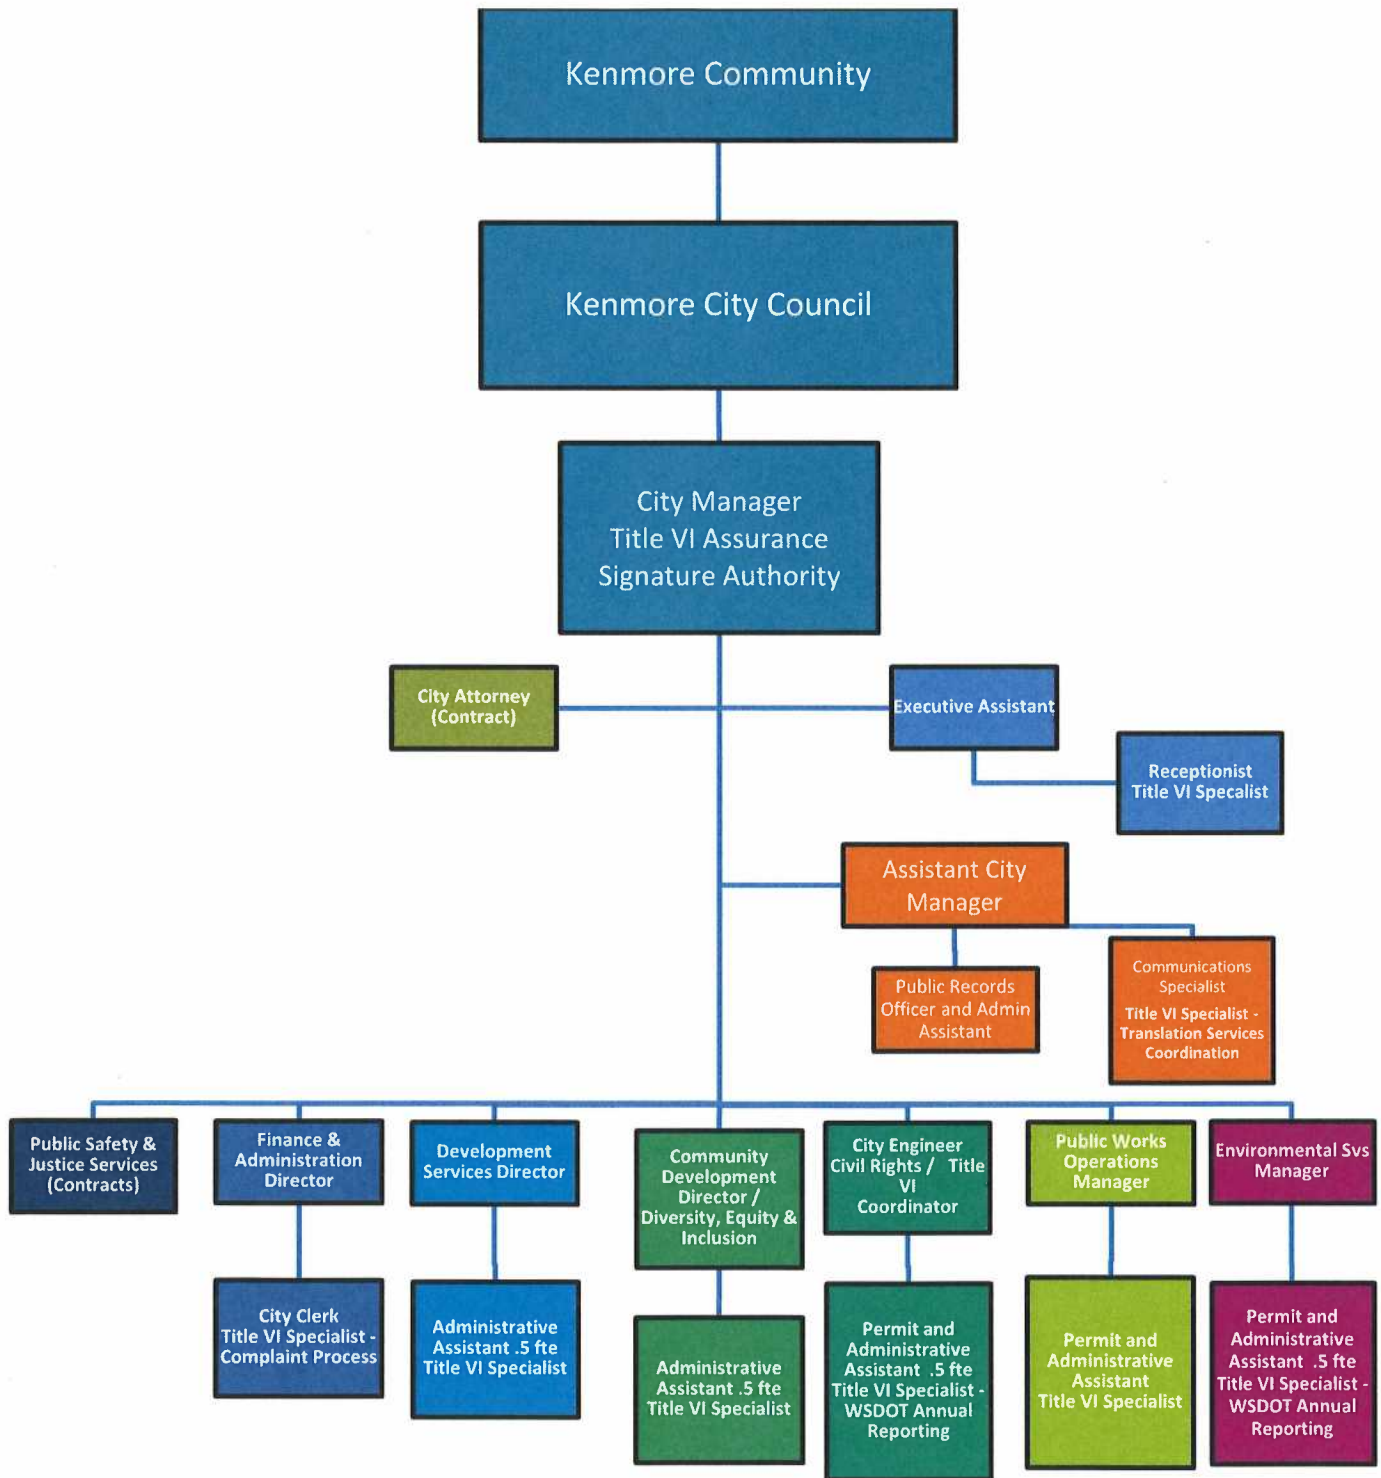 Kenmore Community
Kenmore City Council
City Manager
Title VI Assurance
Signature Authority
City Attorney
(Contract)
Executive Assistant
Receptionist
Title VI Specalist
Assistant City
Manager
Public Records
Officer and Admin
Assistant
Communications
Specialist
Title VI Specialist -
Translation Services
Coordination
Public Safety &
Justice Services
(Contracts)
Finance &
Administration
Director
Development
Services Director
Community
Development
Director /
Diversity, Equity &
Inclusion
City Engineer
Civil Rights / Title
VI
Coordinator
Public Works
Operations
Manager
Environmental Svs
Manager
City Clerk
Title VI Specialist -
Complaint Process
Administrative
Assistant .5 fte
Title VI Specialist
Administrative
Assistant .5 fte
Title VI Specialist
Permit and
Administrative
Assistant .5 fte
Title VI Specialist -
WSDOT Annual
Reporting
Permit and
Administrative
Assistant
Title VI Specialist
Permit and
Administrative
Assistant .5 fte
Title VI Specialist -
WSDOT Annual
Reporting